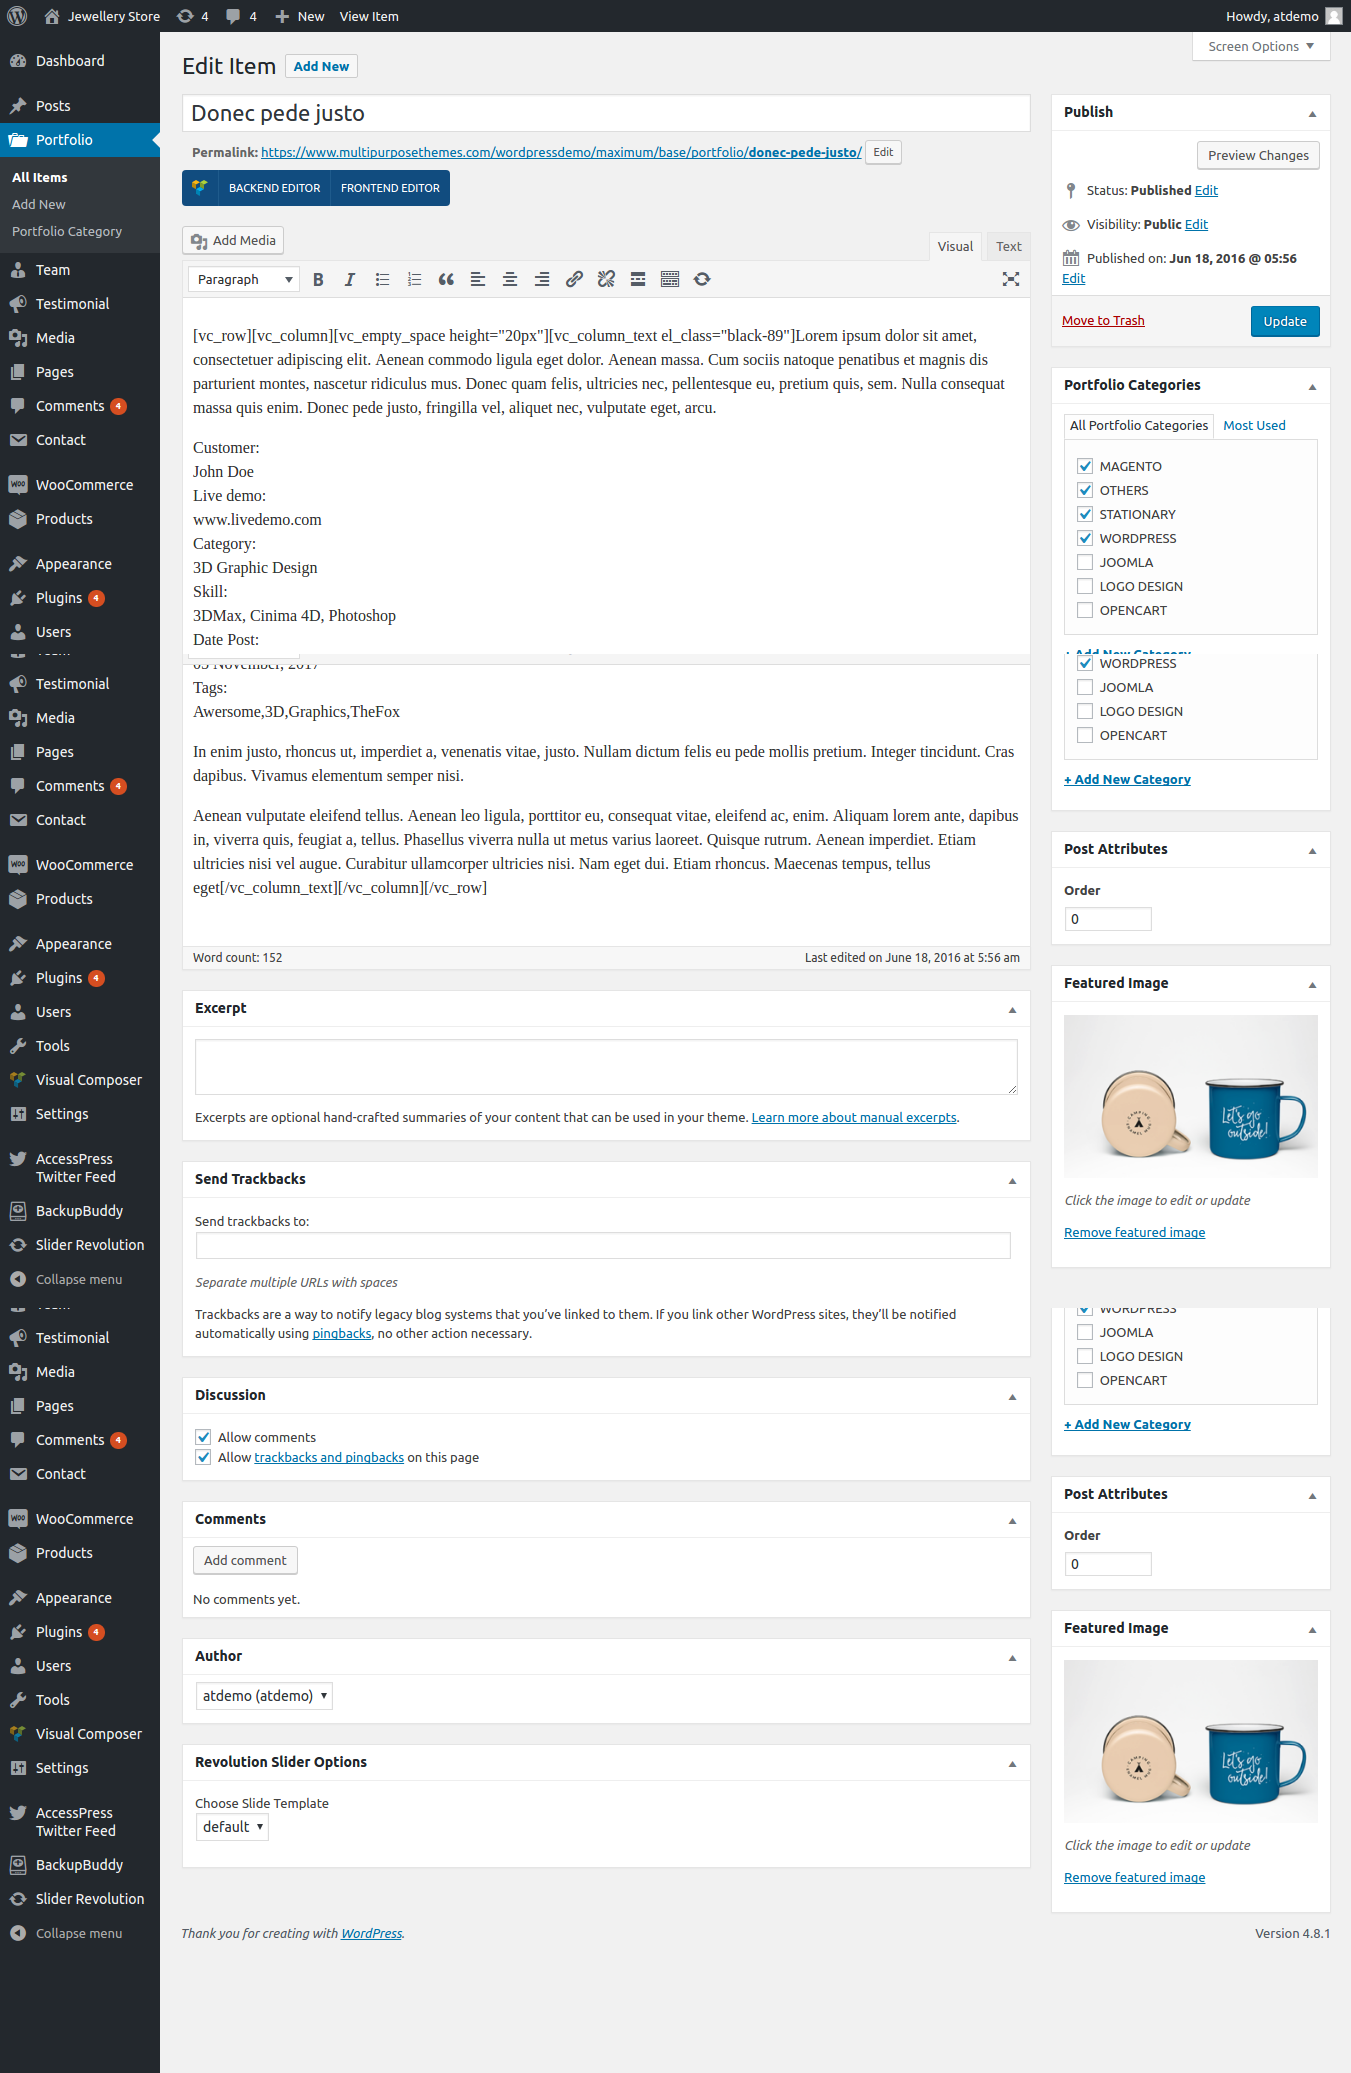 Jewellery Store 4 4 New View Item Howdy, atdemo
Dashboard
Posts
Portfolio
All Items
Add New
Portfolio Category
Team
Testimonial
Media
Pages
Comments 4
Contact
WooCommerce
Products
Appearance
Plugins 4
Users
Testimonial
Media
Pages
Comments 4
Contact
WooCommerce
Products
Appearance
Plugins 4
Users
Tools
Visual Composer
Settings
AccessPress
Twitter Feed
BackupBuddy
Slider Revolution
Collapse menu
Testimonial
Media
Pages
Comments 4
Contact
WooCommerce
Products
Appearance
Plugins 4
Users
Tools
Visual Composer
Settings
AccessPress
Twitter Feed
BackupBuddy
Slider Revolution
Collapse menu
Screen Options
Edit Item Add New
Donec pede justo
Permalink: https://www.multipurposethemes.com/wordpressdemo/maximum/base/portfolio/donec-pede-justo/ Edit
BACKEND EDITOR FRONTEND EDITOR
Add Media
Visual Text
Paragraph
[vc_row][vc_column][vc_empty_space height="20px"][vc_column_text el_class="black-89"]Lorem ipsum dolor sit amet,
consectetuer adipiscing elit. Aenean commodo ligula eget dolor. Aenean massa. Cum sociis natoque penatibus et magnis dis
parturient montes, nascetur ridiculus mus. Donec quam felis, ultricies nec, pellentesque eu, pretium quis, sem. Nulla consequat
massa quis enim. Donec pede justo, fringilla vel, aliquet nec, vulputate eget, arcu.
Customer:
John Doe
Live demo:
www.livedemo.com
Category:
3D Graphic Design
Skill:
3DMax, Cinima 4D, Photoshop
Date Post:
03 November, 2017
Tags:
Awersome,3D,Graphics,TheFox
In enim justo, rhoncus ut, imperdiet a, venenatis vitae, justo. Nullam dictum felis eu pede mollis pretium. Integer tincidunt. Cras
dapibus. Vivamus elementum semper nisi.
Aenean vulputate eleifend tellus. Aenean leo ligula, porttitor eu, consequat vitae, eleifend ac, enim. Aliquam lorem ante, dapibus
in, viverra quis, feugiat a, tellus. Phasellus viverra nulla ut metus varius laoreet. Quisque rutrum. Aenean imperdiet. Etiam
ultricies nisi vel augue. Curabitur ullamcorper ultricies nisi. Nam eget dui. Etiam rhoncus. Maecenas tempus, tellus
eget[/vc_column_text][/vc_column][/vc_row]
Word count: 152 Last edited on June 18, 2016 at 5:56 am
Excerpt
Excerpts are optional hand-crafted summaries of your content that can be used in your theme. Learn more about manual excerpts.
Send Trackbacks
Send trackbacks to:
Separate multiple URLs with spaces
Trackbacks are a way to notify legacy blog systems that you've linked to them. If you link other WordPress sites, they'll be notified
automatically using pingbacks, no other action necessary.
Discussion
Allow comments
Allow trackbacks and pingbacks on this page
Comments
Add comment
No comments yet.
Author
atdemo (atdemo)
Revolution Slider Options
Choose Slide Template
default
Publish
Preview Changes
Status: Published Edit
Visibility: Public Edit
Published on: Jun 18, 2016 @ 05:56
Edit
Move to Trash Update
Portfolio Categories
All Portfolio Categories Most Used
MAGENTO
OTHERS
STATIONARY
WORDPRESS
JOOMLA
LOGO DESIGN
OPENCART
+ Add New Category
WORDPRESS
JOOMLA
LOGO DESIGN
OPENCART
+ Add New Category
Post Attributes
Order
0
Featured Image
CAMPING
ENAMEL MUG
Let's go
outside!
Click the image to edit or update
Remove featured image
WORDPRESS
JOOMLA
LOGO DESIGN
OPENCART
+ Add New Category
Post Attributes
Order
0
Featured Image
CAMPING
ENAMEL MUG
Let's go
outside!
Click the image to edit or update
Remove featured image
Thank you for creating with WordPress. Version 4.8.1